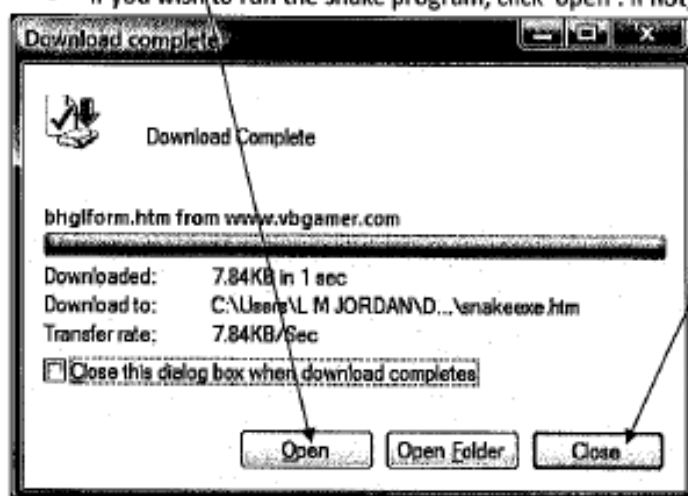 If you wish to run the snake program, click 'open'. If not,
Download complete
Download Complete
bhglform.htm from www.vbgamer.com
Downloaded: 7.84KB in 1 sec
Download to: C:\Users\L M JORDAN\D...\snakeexe.htm
Transfer rate: 7.84KB/Sec
Close this dialog box when download completes
Open Open Folder Close